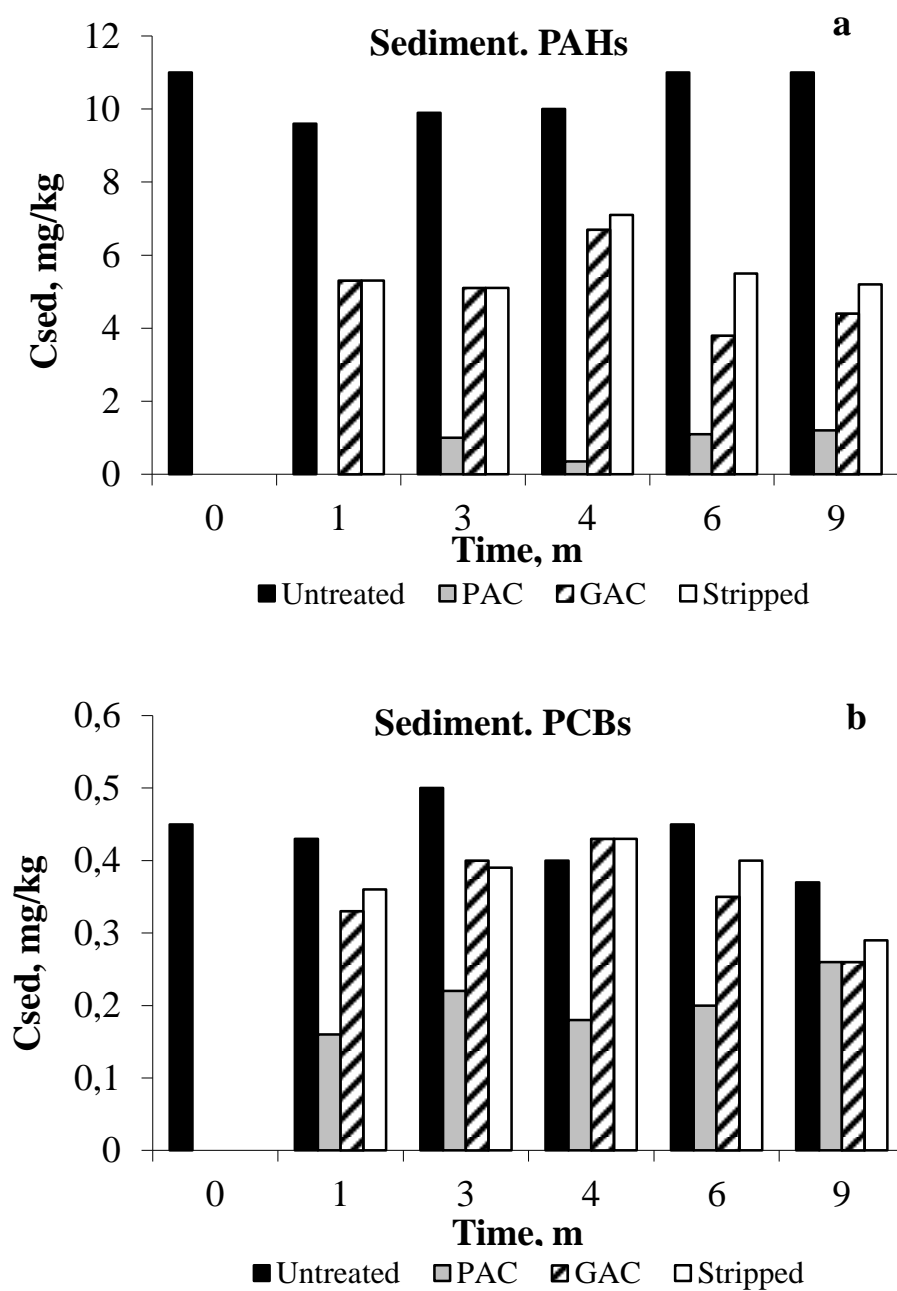 a
Sediment. PAHs
12
10
8
6
4
2
0
Csed, mg/kg
0 1 3 4 6 9
Time, m
Untreated PAC GAC Stripped
b
Sediment. PCBs
0,6
0,5
0,4
0,3
0,2
0,1
0
Csed, mg/kg
0 1 3 4 6 9
Time, m
Untreated PAC GAC Stripped